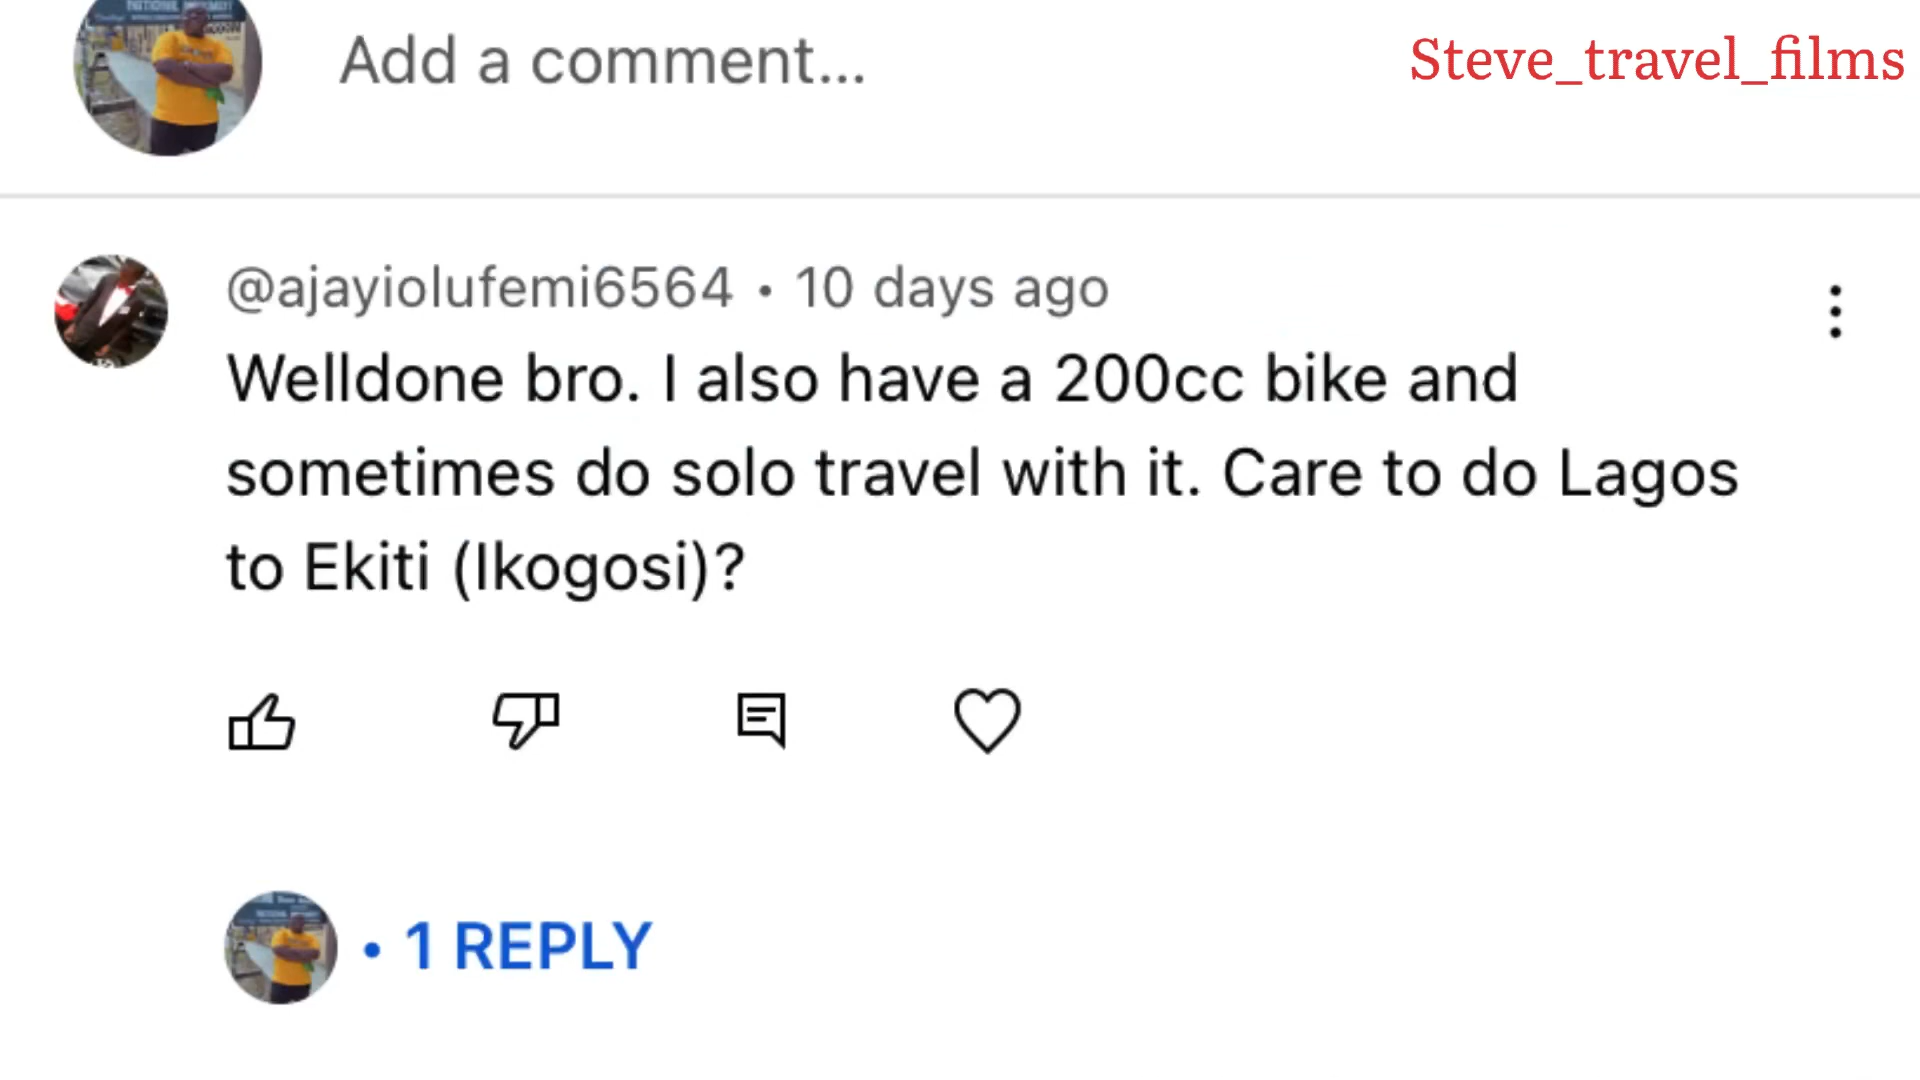 Add a comment...
Steve_travel_films
@ajayiolufemi6564 • 10 days ago
Welldone bro. I also have a 200cc bike and
sometimes do solo travel with it. Care to do Lagos
to Ekiti (Ikogosi)?
• 1 REPLY